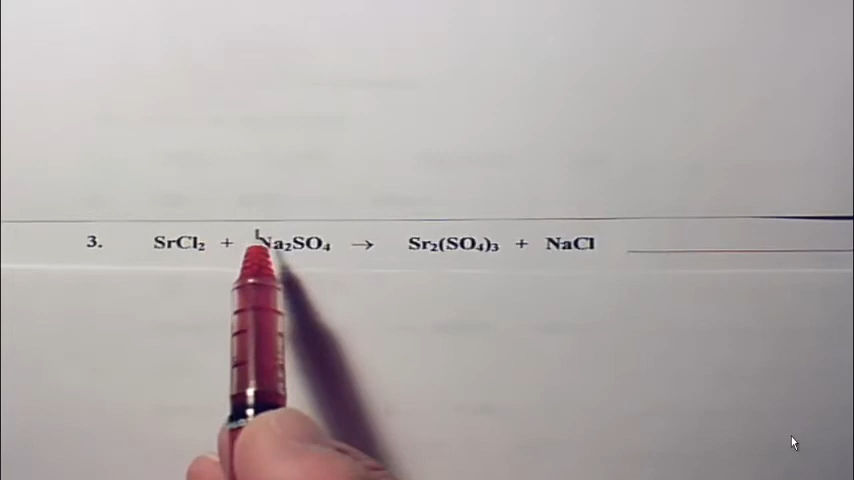 3. SrCl₂ + Na₂SO₄ → Sr₂(SO₄)₃ + NaCl